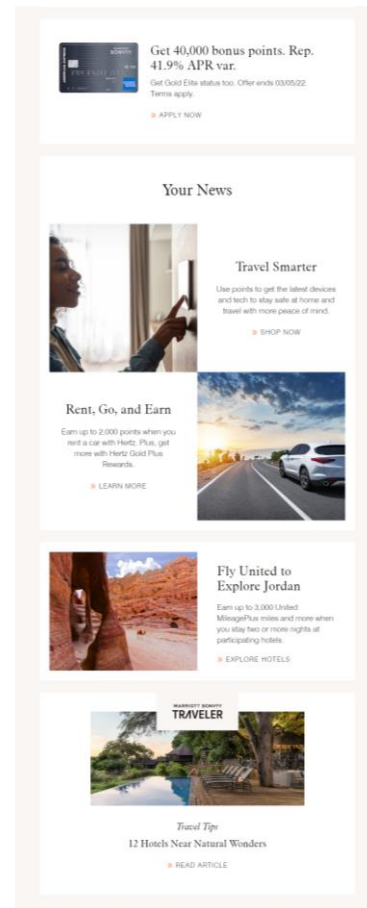 Get 40,000 bonus points. Rep.
41.9% APR var.
Get Gold Elite status too. Offer ends 03/05/22.
Terms apply.
» APPLY NOW
Your News
Travel Smarter
Use points to get the latest devices
and tech to stay safe at home and
travel with more peace of mind.
» SHOP NOW
Rent, Go, and Earn
Earn up to 2,000 points when you
rent a car with Hertz. Plus, get
more with Hertz Gold Plus
Rewards.
» LEARN MORE
Fly United to
Explore Jordan
Earn up to 3,000 United
MileagePlus miles and more when
you stay two or more nights at
participating hotels.
» EXPLORE HOTELS
MARRIOTT BONVOY
TRAVELER
Travel Tips
12 Hotels Near Natural Wonders
» READ ARTICLE